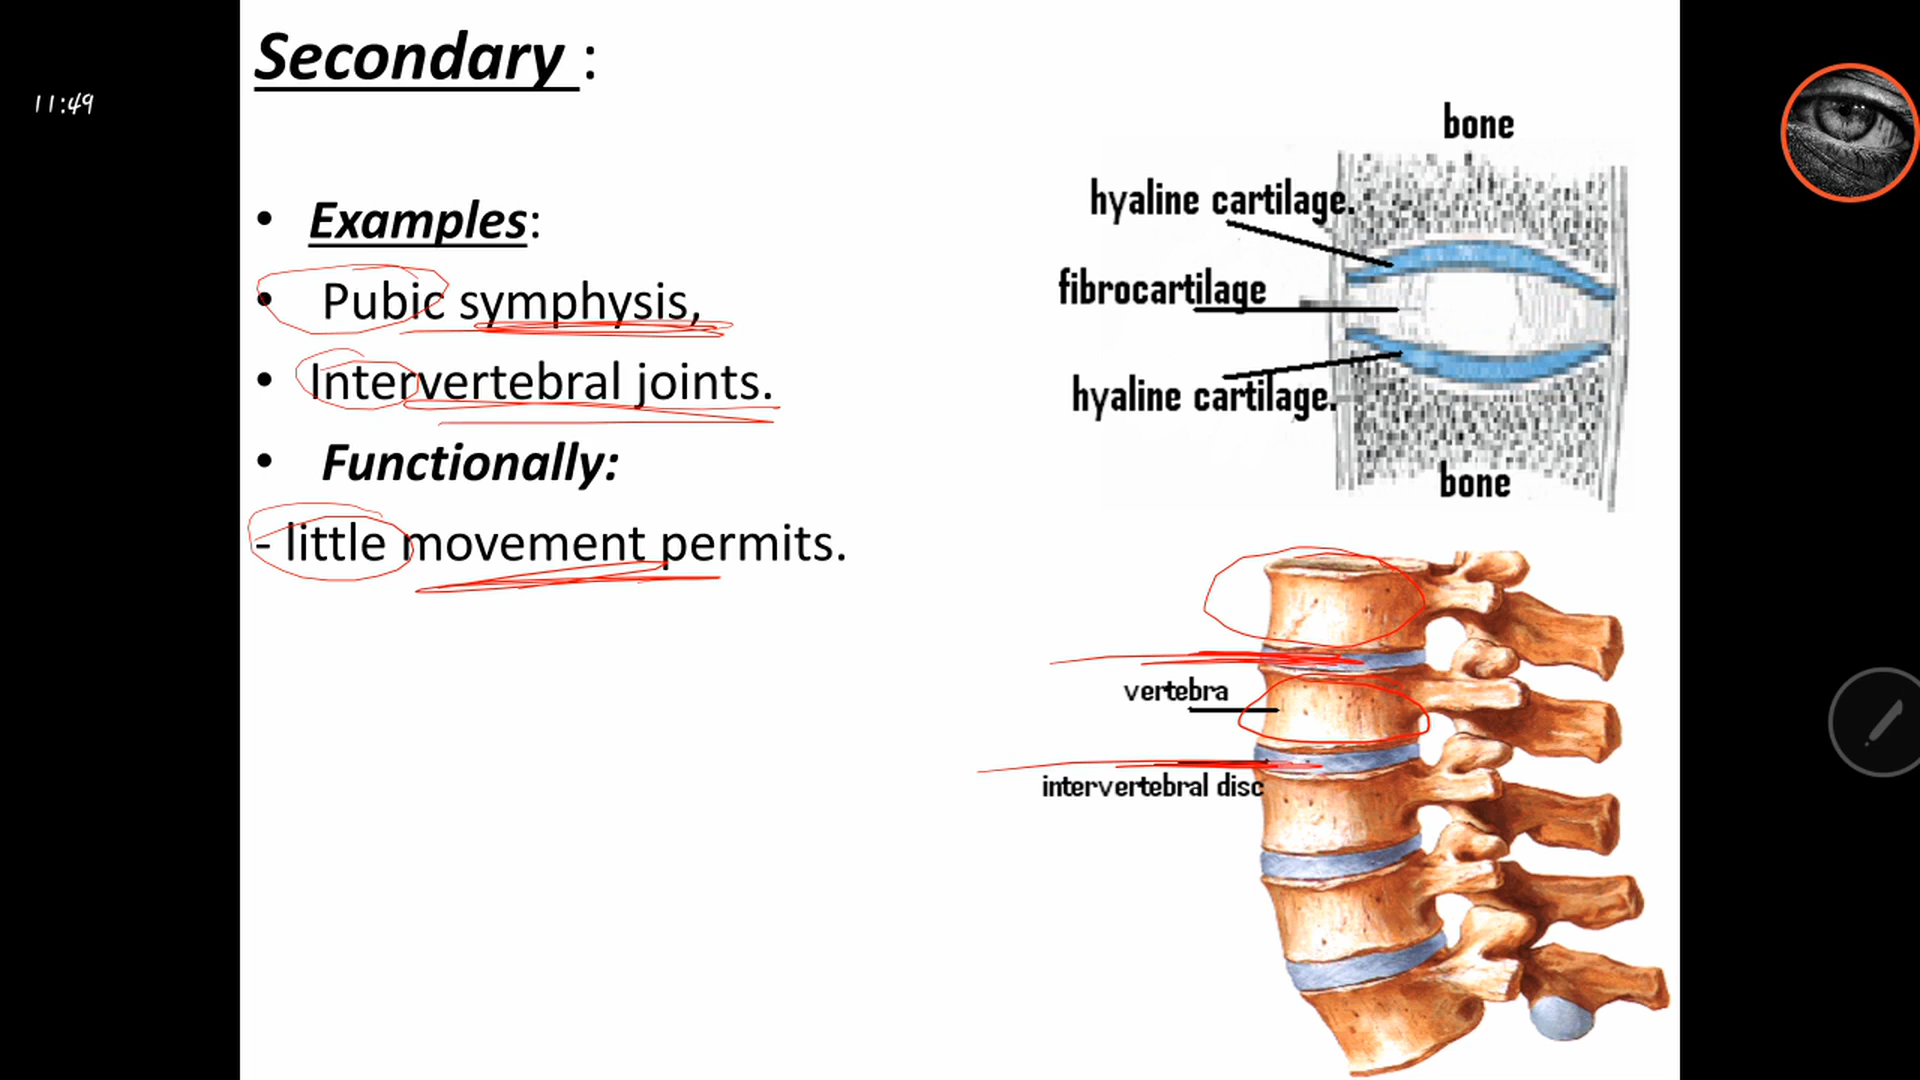 Secondary :
11:49
• Examples:
• Pubic symphysis,
• Intervertebral joints.
• Functionally:
- little movement permits.
bone
hyaline cartilage.
fibrocartilage
hyaline cartilage.
bone
vertebra
intervertebral disc